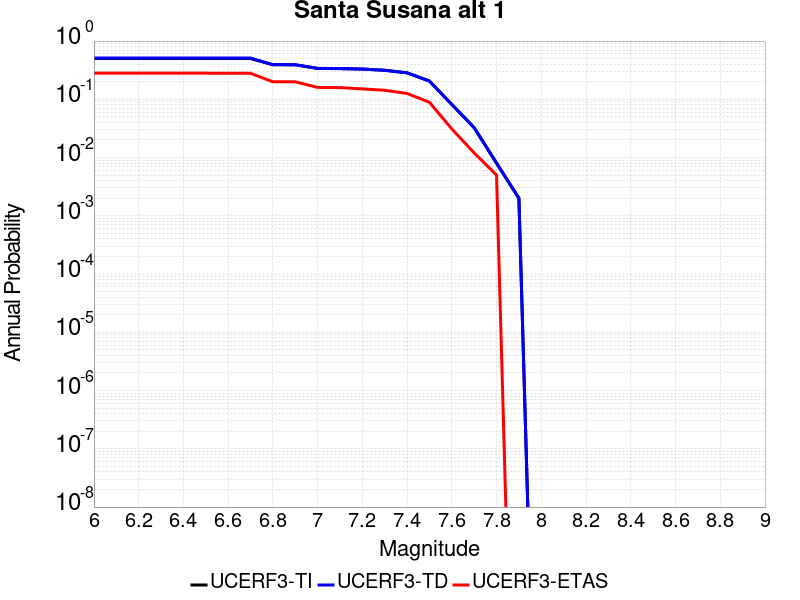 Santa Susana alt 1
10^0
10^-1
10^-2
10^-3
10^-4
10^-5
10^-6
10^-7
10^-8
Annual Probability
6 6.2 6.4 6.6 6.8 7 7.2 7.4 7.6 7.8 8 8.2 8.4 8.6 8.8 9
Magnitude
UCERF3-TI UCERF3-TD UCERF3-ETAS